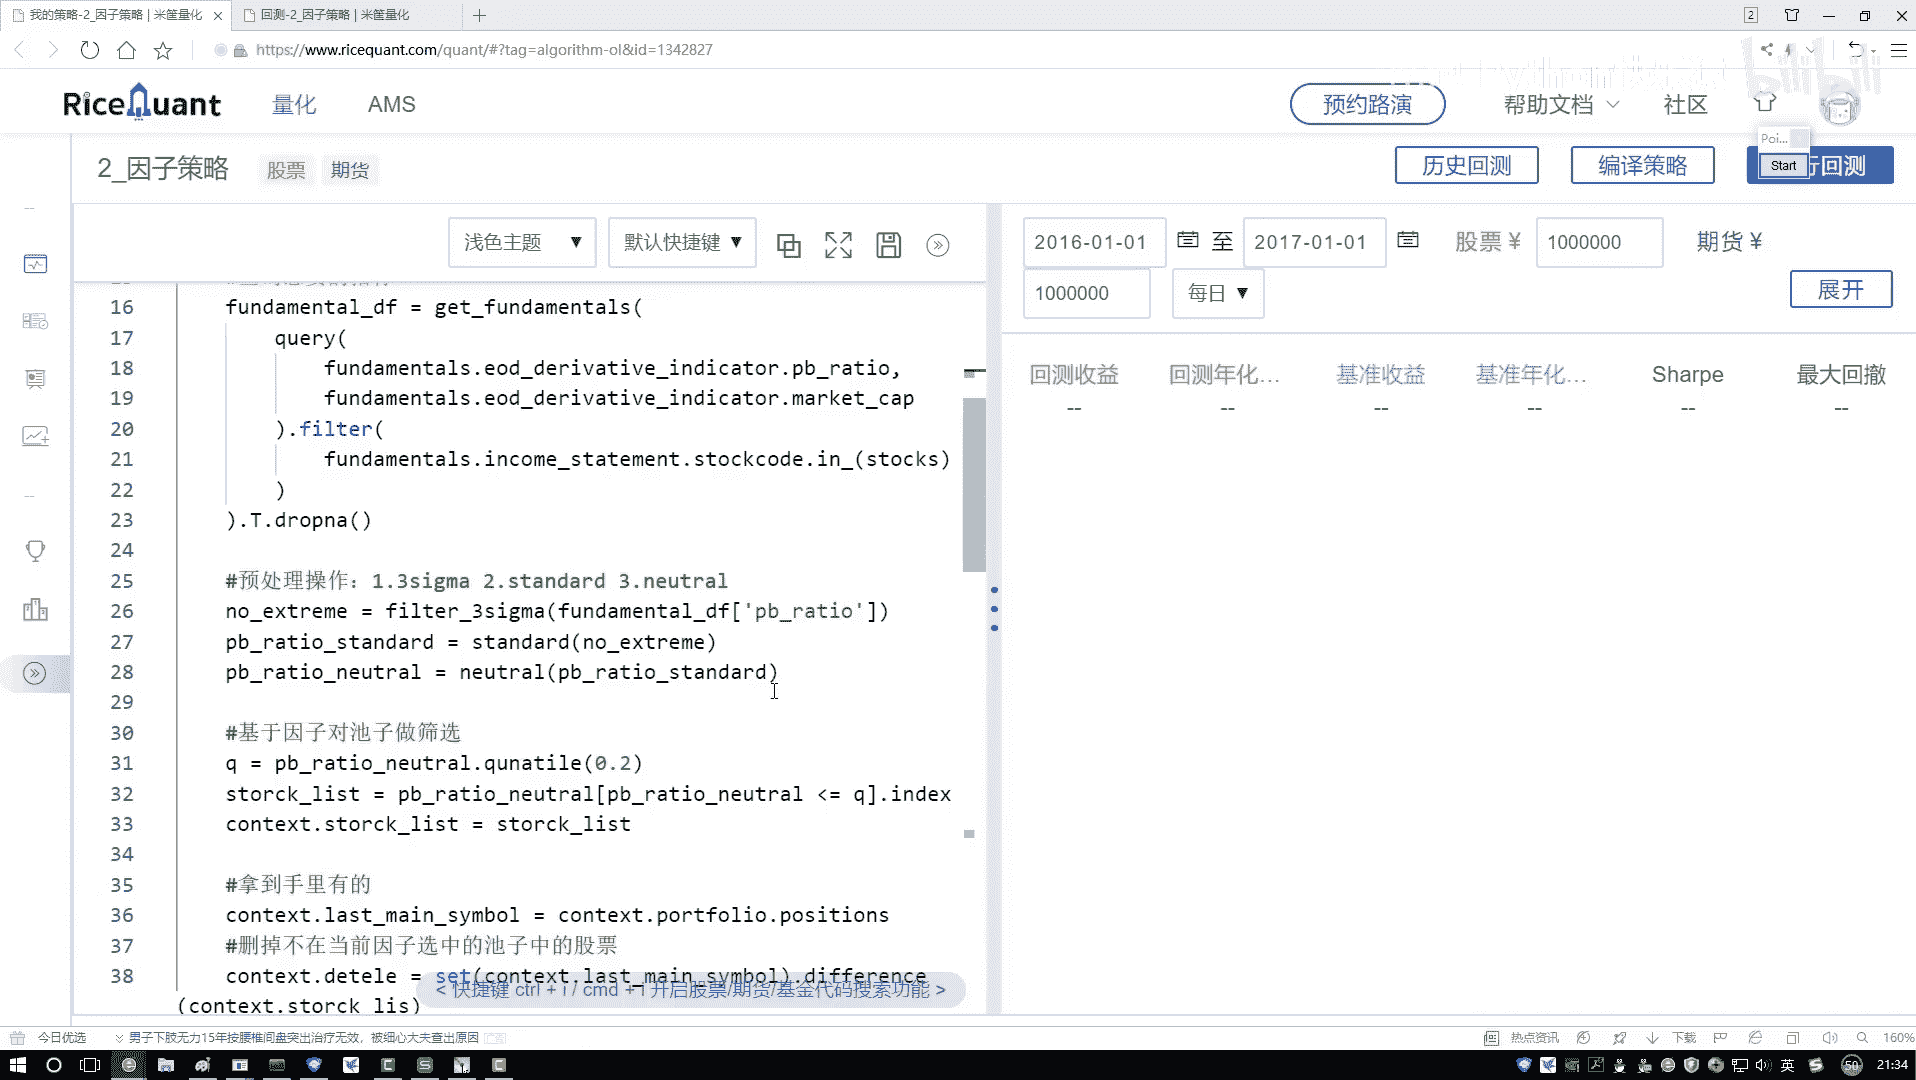 我的策略-2_因子策略 | 米筐量化
回测-2_因子策略 | 米筐量化
2
https://www.ricequant.com/quant/#?tag=algorithm-ol&id=1342827
bilibili
RiceQuant
量化
AMS
预约路演
帮助文档
社区
Poi...
2_因子策略
股票
期货
历史回测
编译策略
Start
行回测
浅色主题 ▼
默认快捷键 ▼
2016-01-01
至
2017-01-01
股票 ¥
1000000
期货 ¥
1000000
每日 ▼
展开
回测收益
回测年化...
基准收益
基准年化...
Sharpe
最大回撤
--
--
--
--
--
--
16 fundamental_df = get_fundamentals(
17 query(
18 fundamentals.eod_derivative_indicator.pb_ratio,
19 fundamentals.eod_derivative_indicator.market_cap
20 ).filter(
21 fundamentals.income_statement.stockcode.in_(stocks)
22 )
23 ).T.dropna()
24
25 #预处理操作：1.3sigma 2.standard 3.neutral
26 no_extreme = filter_3sigma(fundamental_df['pb_ratio'])
27 pb_ratio_standard = standard(no_extreme)
28 pb_ratio_neutral = neutral(pb_ratio_standard)
29
30 #基于因子对池子做筛选
31 q = pb_ratio_neutral.qunatile(0.2)
32 storck_list = pb_ratio_neutral[pb_ratio_neutral <= q].index
33 context.storck_list = storck_list
34
35 #拿到手里有的
36 context.last_main_symbol = context.portfolio.positions
37 #删掉不在当前因子选中的池子中的股票
38 context.detele = set(context.last_main_symbol).difference
(context.storck_lis)
< 快捷键 ctrl + i / cmd + i 开启股票/期货/基金代码搜索功能 >
今日优选
男子下肢无力15年按腰椎间盘突出治疗无效，被细心大夫查出原因
热点资讯
下载
160%
英
50
21:34